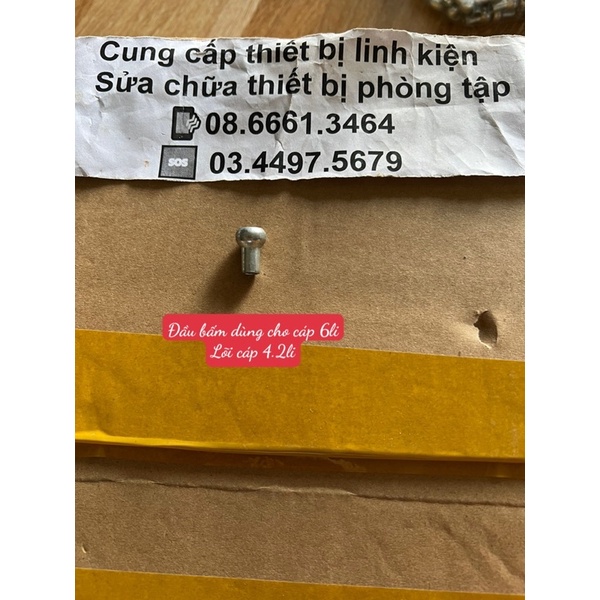 Cung cấp thiết bị linh kiện
Sửa chữa thiết bị phòng tập
08.6661.3464
SOS 03.4497.5679
Đầu bấm dùng cho cáp 6li
Lõi cáp 4.2li